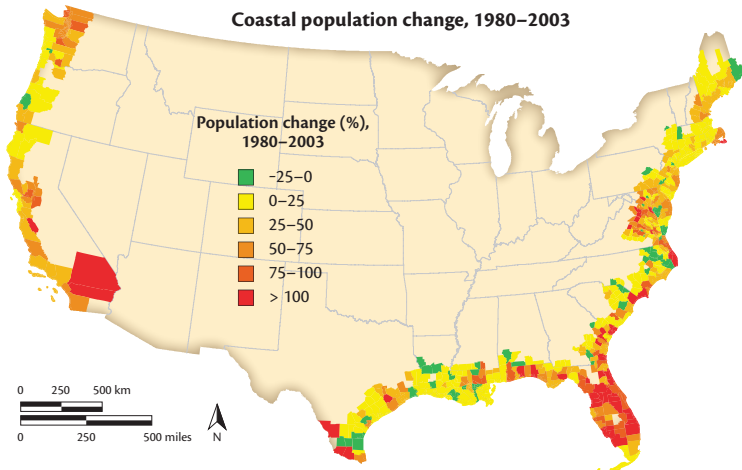 Coastal population change, 1980–2003
Population change (%),
1980–2003
-25–0
0–25
25–50
50–75
75–100
> 100
0 250 500 km
0 250 500 miles
N